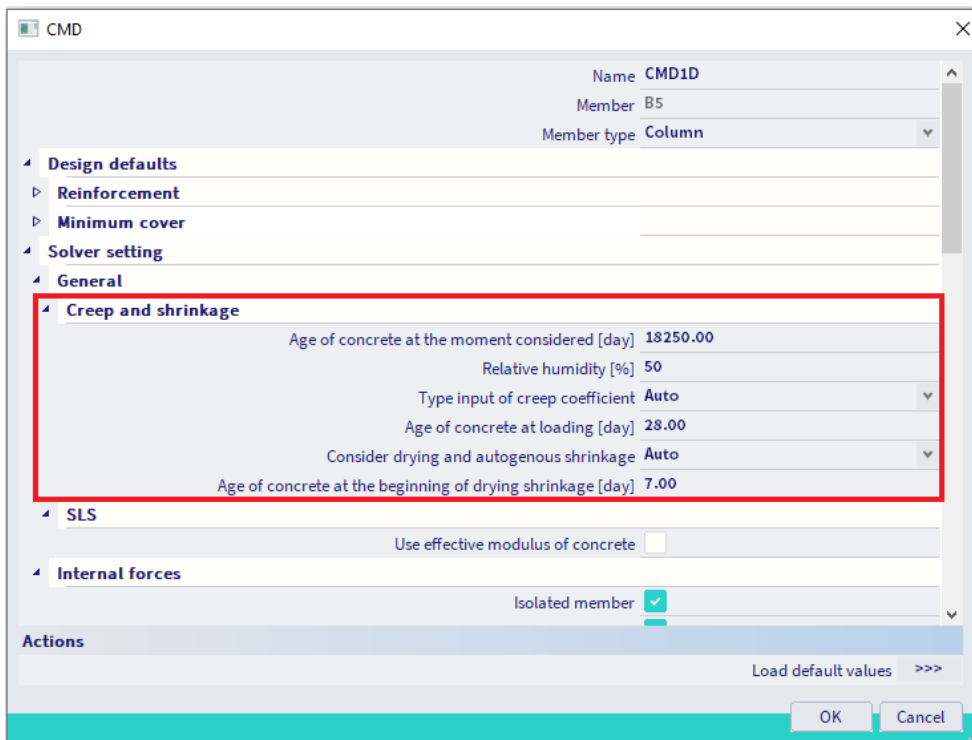 CMD
Name CMD1D
Member B5
Member type Column
Design defaults
Reinforcement
Minimum cover
Solver setting
General
Creep and shrinkage
Age of concrete at the moment considered [day] 18250.00
Relative humidity [%] 50
Type input of creep coefficient Auto
Age of concrete at loading [day] 28.00
Consider drying and autogenous shrinkage Auto
Age of concrete at the beginning of drying shrinkage [day] 7.00
SLS
Use effective modulus of concrete
Internal forces
Isolated member
Actions
Load default values >>>
OK Cancel